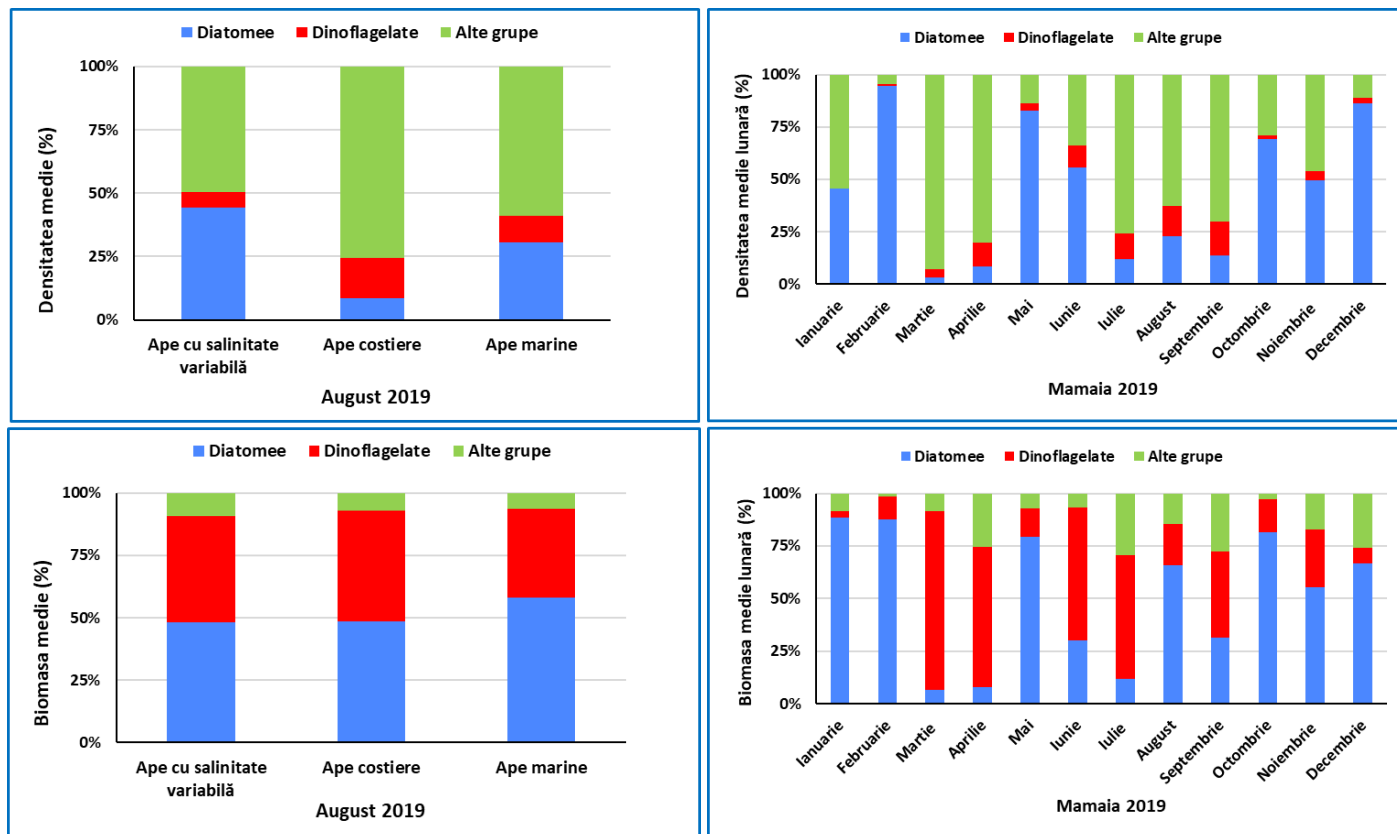 Diatomee Dinoflagelate Alte grupe
Densitatea medie (%)
100%
75%
50%
25%
0%
Ape cu salinitate variabilă
Ape costiere
Ape marine
August 2019
Diatomee Dinoflagelate Alte grupe
Densitatea medie lunară (%)
100%
75%
50%
25%
0%
Ianuarie
Februarie
Martie
Aprilie
Mai
Iunie
Iulie
August
Septembrie
Octombrie
Noiembrie
Decembrie
Mamaia 2019
Diatomee Dinoflagelate Alte grupe
Biomasa medie (%)
100%
75%
50%
25%
0%
Ape cu salinitate variabilă
Ape costiere
Ape marine
August 2019
Diatomee Dinoflagelate Alte grupe
Biomasa medie lunară (%)
100%
75%
50%
25%
0%
Ianuarie
Februarie
Martie
Aprilie
Mai
Iunie
Iulie
August
Septembrie
Octombrie
Noiembrie
Decembrie
Mamaia 2019